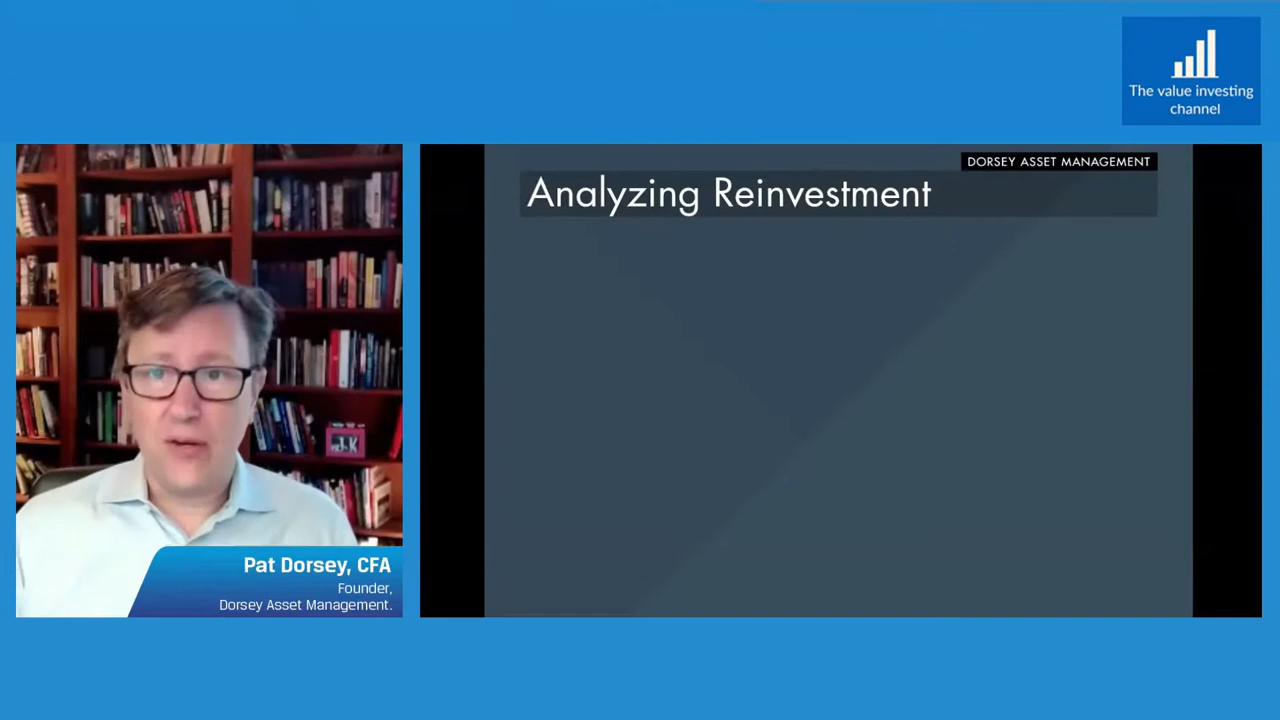 The value investing
channel
DORSEY ASSET MANAGEMENT
Analyzing Reinvestment
J
K
Pat Dorsey, CFA
Founder,
Dorsey Asset Management.